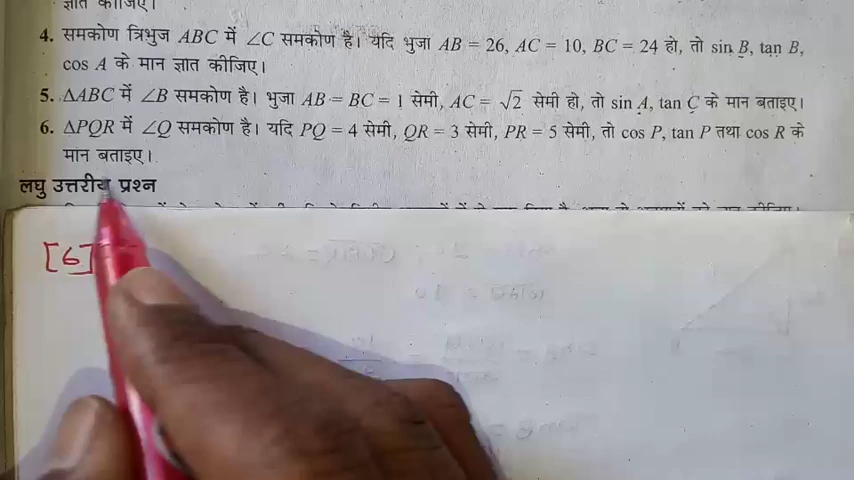 ज्ञात कीजिए।
4. समकोण त्रिभुज ABC में ∠C समकोण है। यदि भुजा AB = 26, AC = 10, BC = 24 हो, तो sin B, tan B,
cos A के मान ज्ञात कीजिए।
5. ΔABC में ∠B समकोण है। भुजा AB = BC = 1 सेमी, AC = √2 सेमी हो, तो sin A, tan C के मान बताइए।
6. ΔPQR में ∠Q समकोण है। यदि PQ = 4 सेमी, QR = 3 सेमी, PR = 5 सेमी, तो cos P, tan P तथा cos R के
मान बताइए।
लघु उत्तरीय प्रश्न
[6]